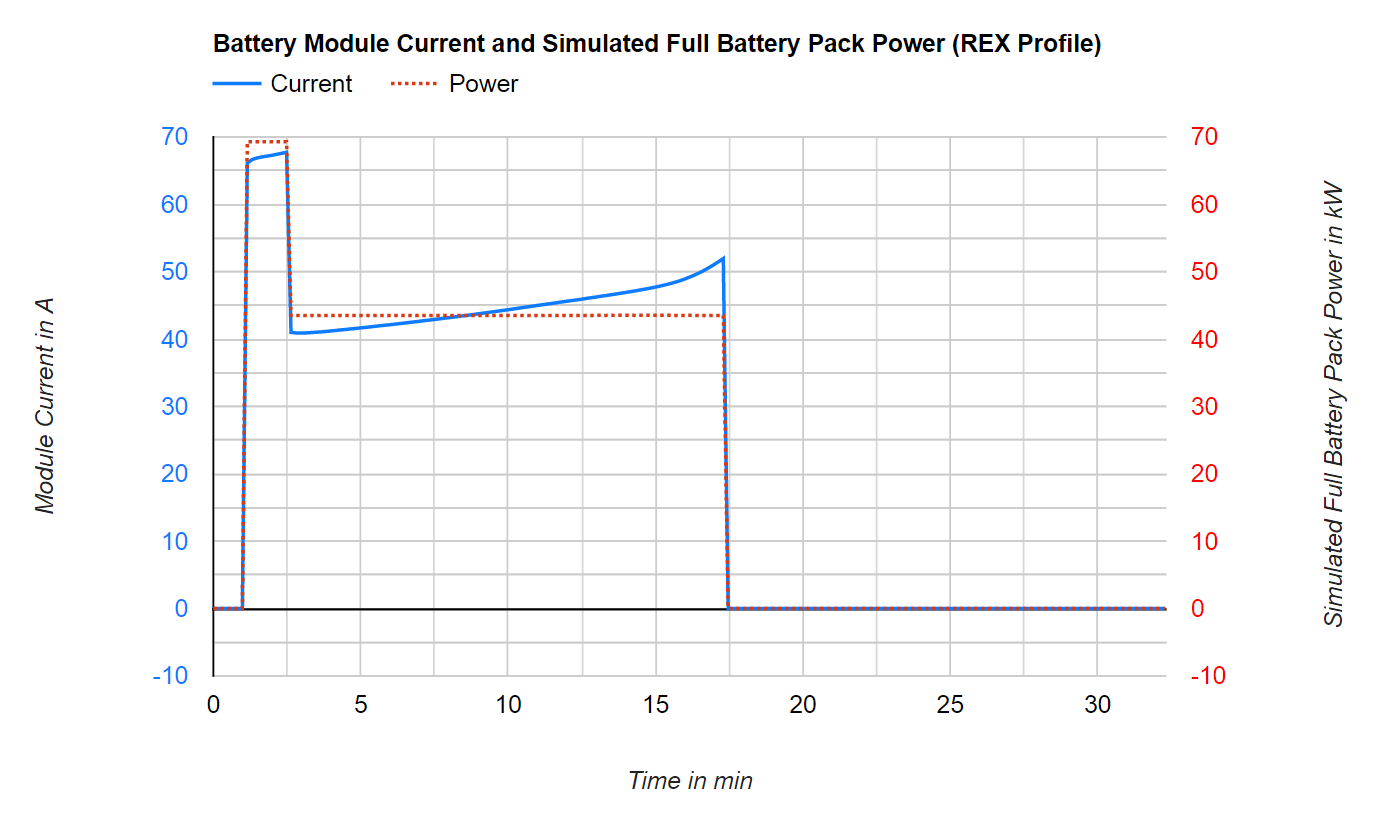 Battery Module Current and Simulated Full Battery Pack Power (REX Profile)
Current Power
70 70
60 60
50 50
40 40
30 30
20 20
10 10
0 0
-10 -10
0 5 10 15 20 25 30
Time in min
Module Current in A
Simulated Full Battery Pack Power in kW